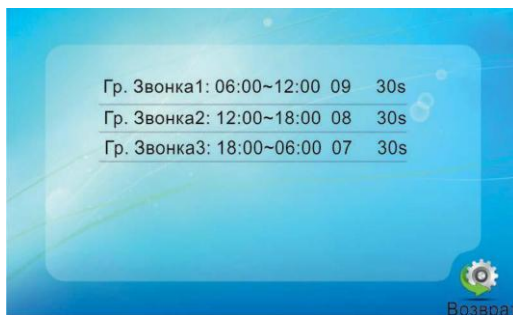 Гр. Звонка1: 06:00~12:00 09 30s
Гр. Звонка2: 12:00~18:00 08 30s
Гр. Звонка3: 18:00~06:00 07 30s
Возврат